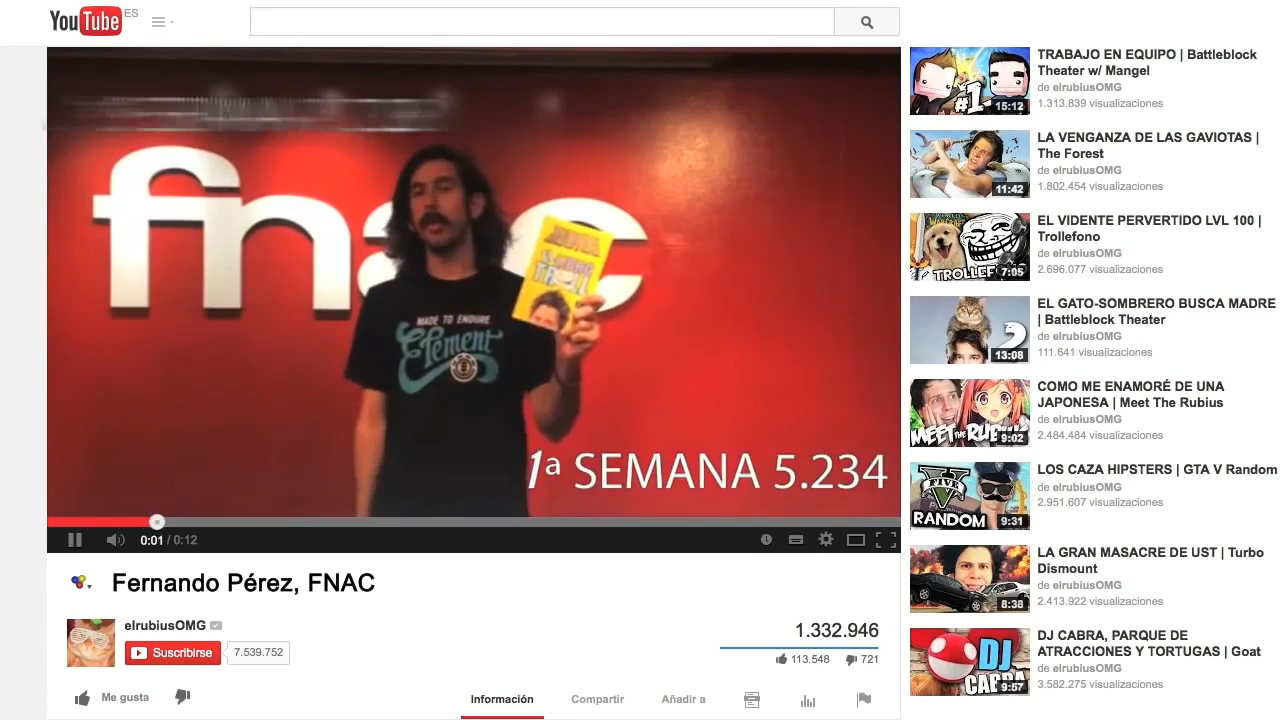 YouTube ES
fnac
MADE TO ENDURE
Element
TROLL
1ª SEMANA 5.234
0:01 / 0:12
Fernando Pérez, FNAC
elrubiusOMG
Suscribirse 7.539.752
1.332.946
113.548 721
Me gusta
Información Compartir Añadir a
#1 15:12
TRABAJO EN EQUIPO | Battleblock
Theater w/ Mangel
de elrubiusOMG
1.313.839 visualizaciones
11:42
LA VENGANZA DE LAS GAVIOTAS |
The Forest
de elrubiusOMG
1.802.454 visualizaciones
7:05
EL VIDENTE PERVERTIDO LVL 100 |
Trollefono
de elrubiusOMG
2.696.077 visualizaciones
2 13:08
EL GATO-SOMBRERO BUSCA MADRE
| Battleblock Theater
de elrubiusOMG
111.641 visualizaciones
MEET THE RUBIUS 9:02
COMO ME ENAMORÉ DE UNA
JAPONESA | Meet The Rubius
de elrubiusOMG
2.484.484 visualizaciones
FIVE
RANDOM 9:31
LOS CAZA HIPSTERS | GTA V Random
de elrubiusOMG
2.951.607 visualizaciones
8:38
LA GRAN MASACRE DE UST | Turbo
Dismount
de elrubiusOMG
2.413.922 visualizaciones
DJ
CABRA 9:57
DJ CABRA, PARQUE DE
ATRACCIONES Y TORTUGAS | Goat
de elrubiusOMG
3.582.275 visualizaciones